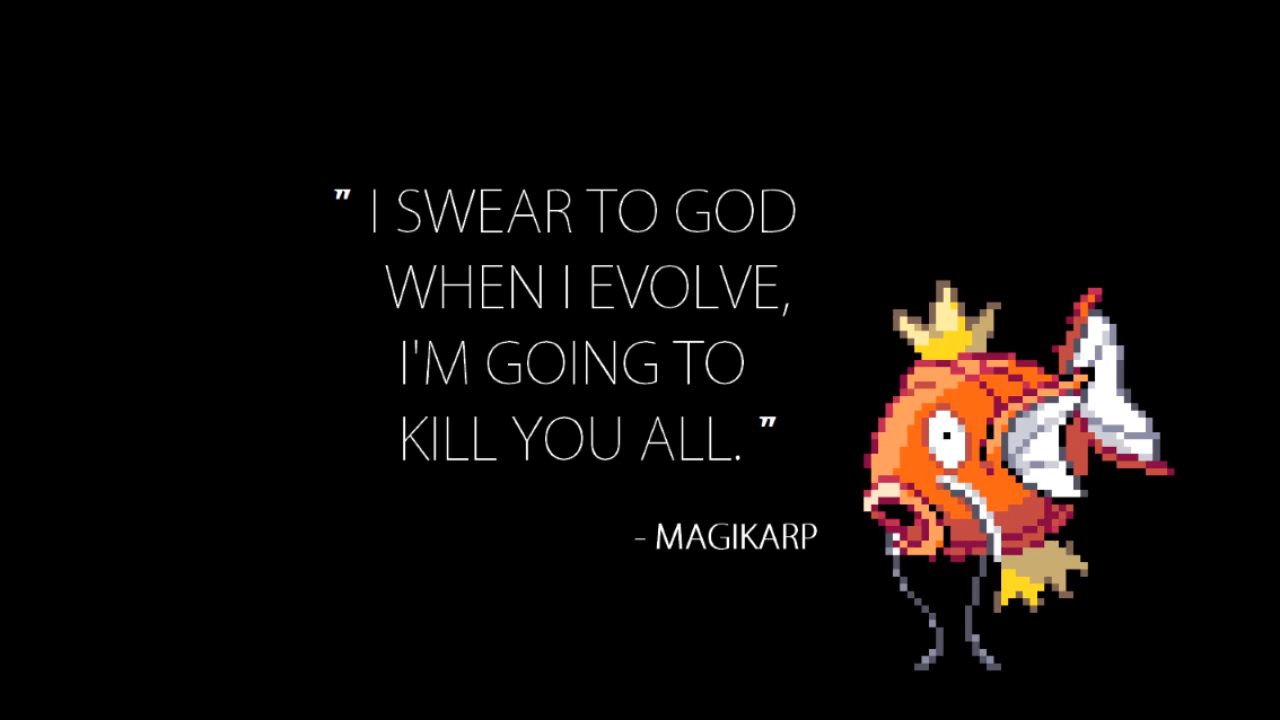 " I SWEAR TO GOD
WHEN I EVOLVE,
I'M GOING TO
KILL YOU ALL. "
- MAGIKARP